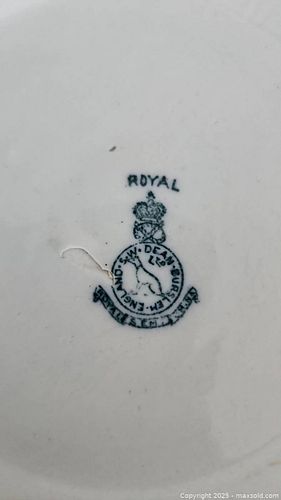 ROYAL
ENGLAND · S.W. DEAN · BURSLEM
LTD
Copyright 2025 - maxsold.com